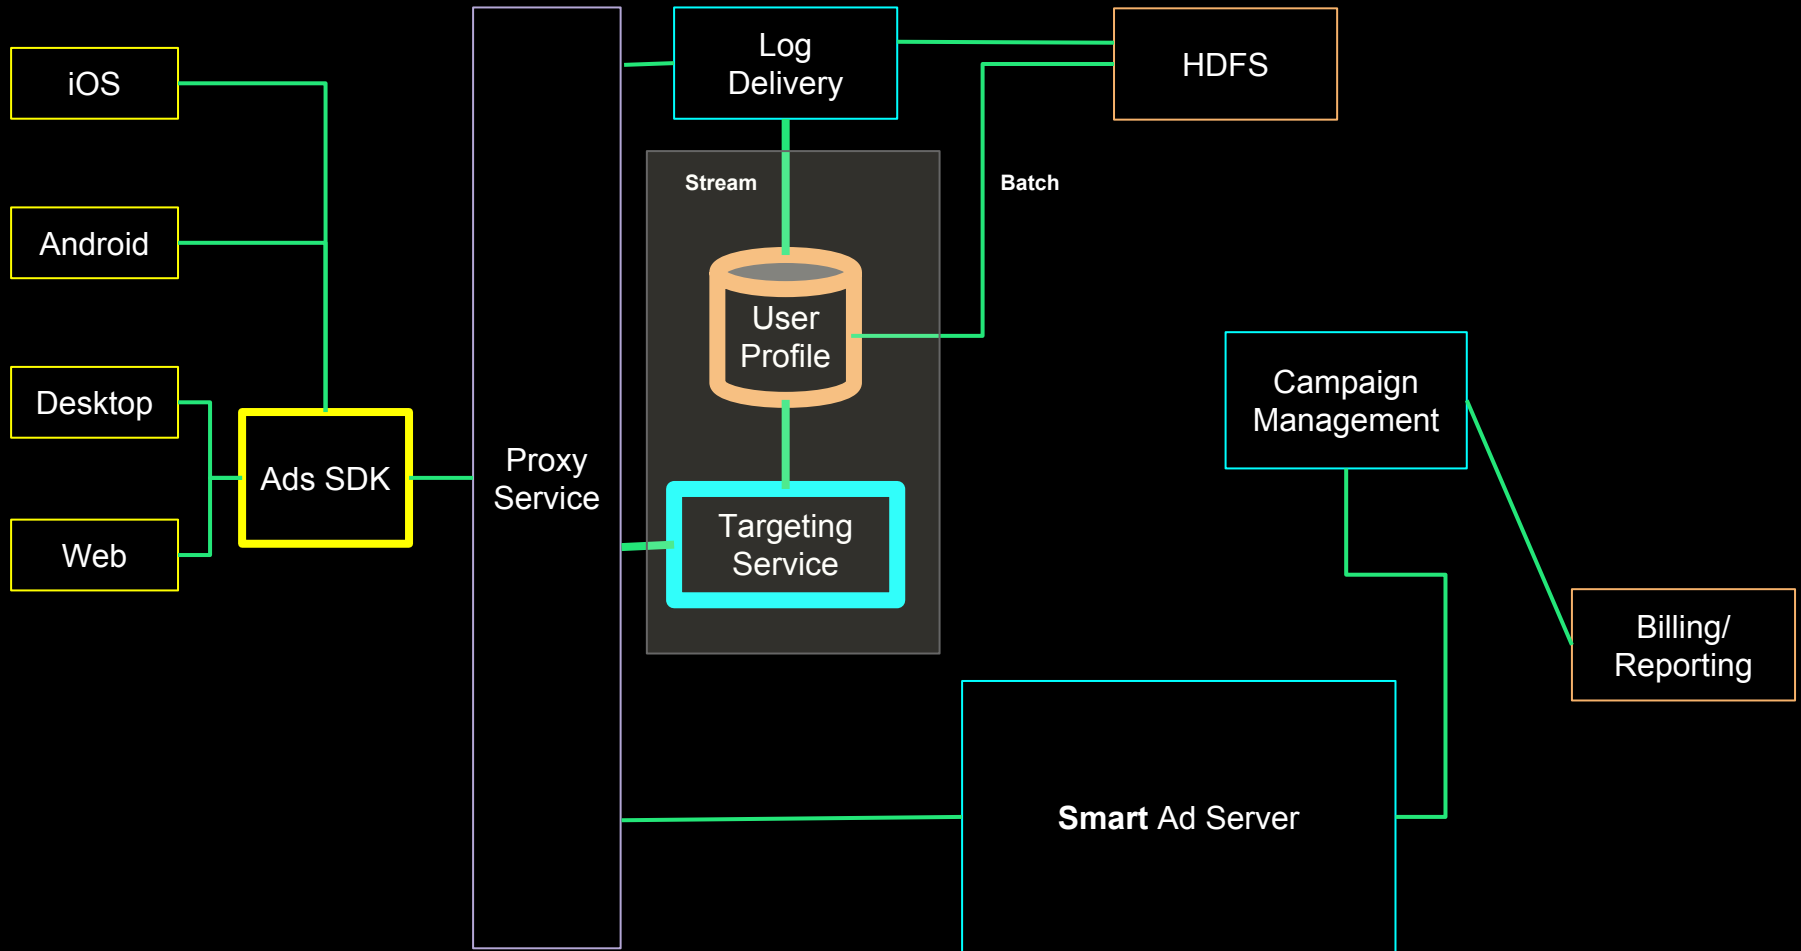 iOS
Android
Desktop
Web
Ads SDK
Proxy
Service
Log
Delivery
HDFS
Stream
Batch
User
Profile
Targeting
Service
Campaign
Management
Billing/
Reporting
Smart Ad Server